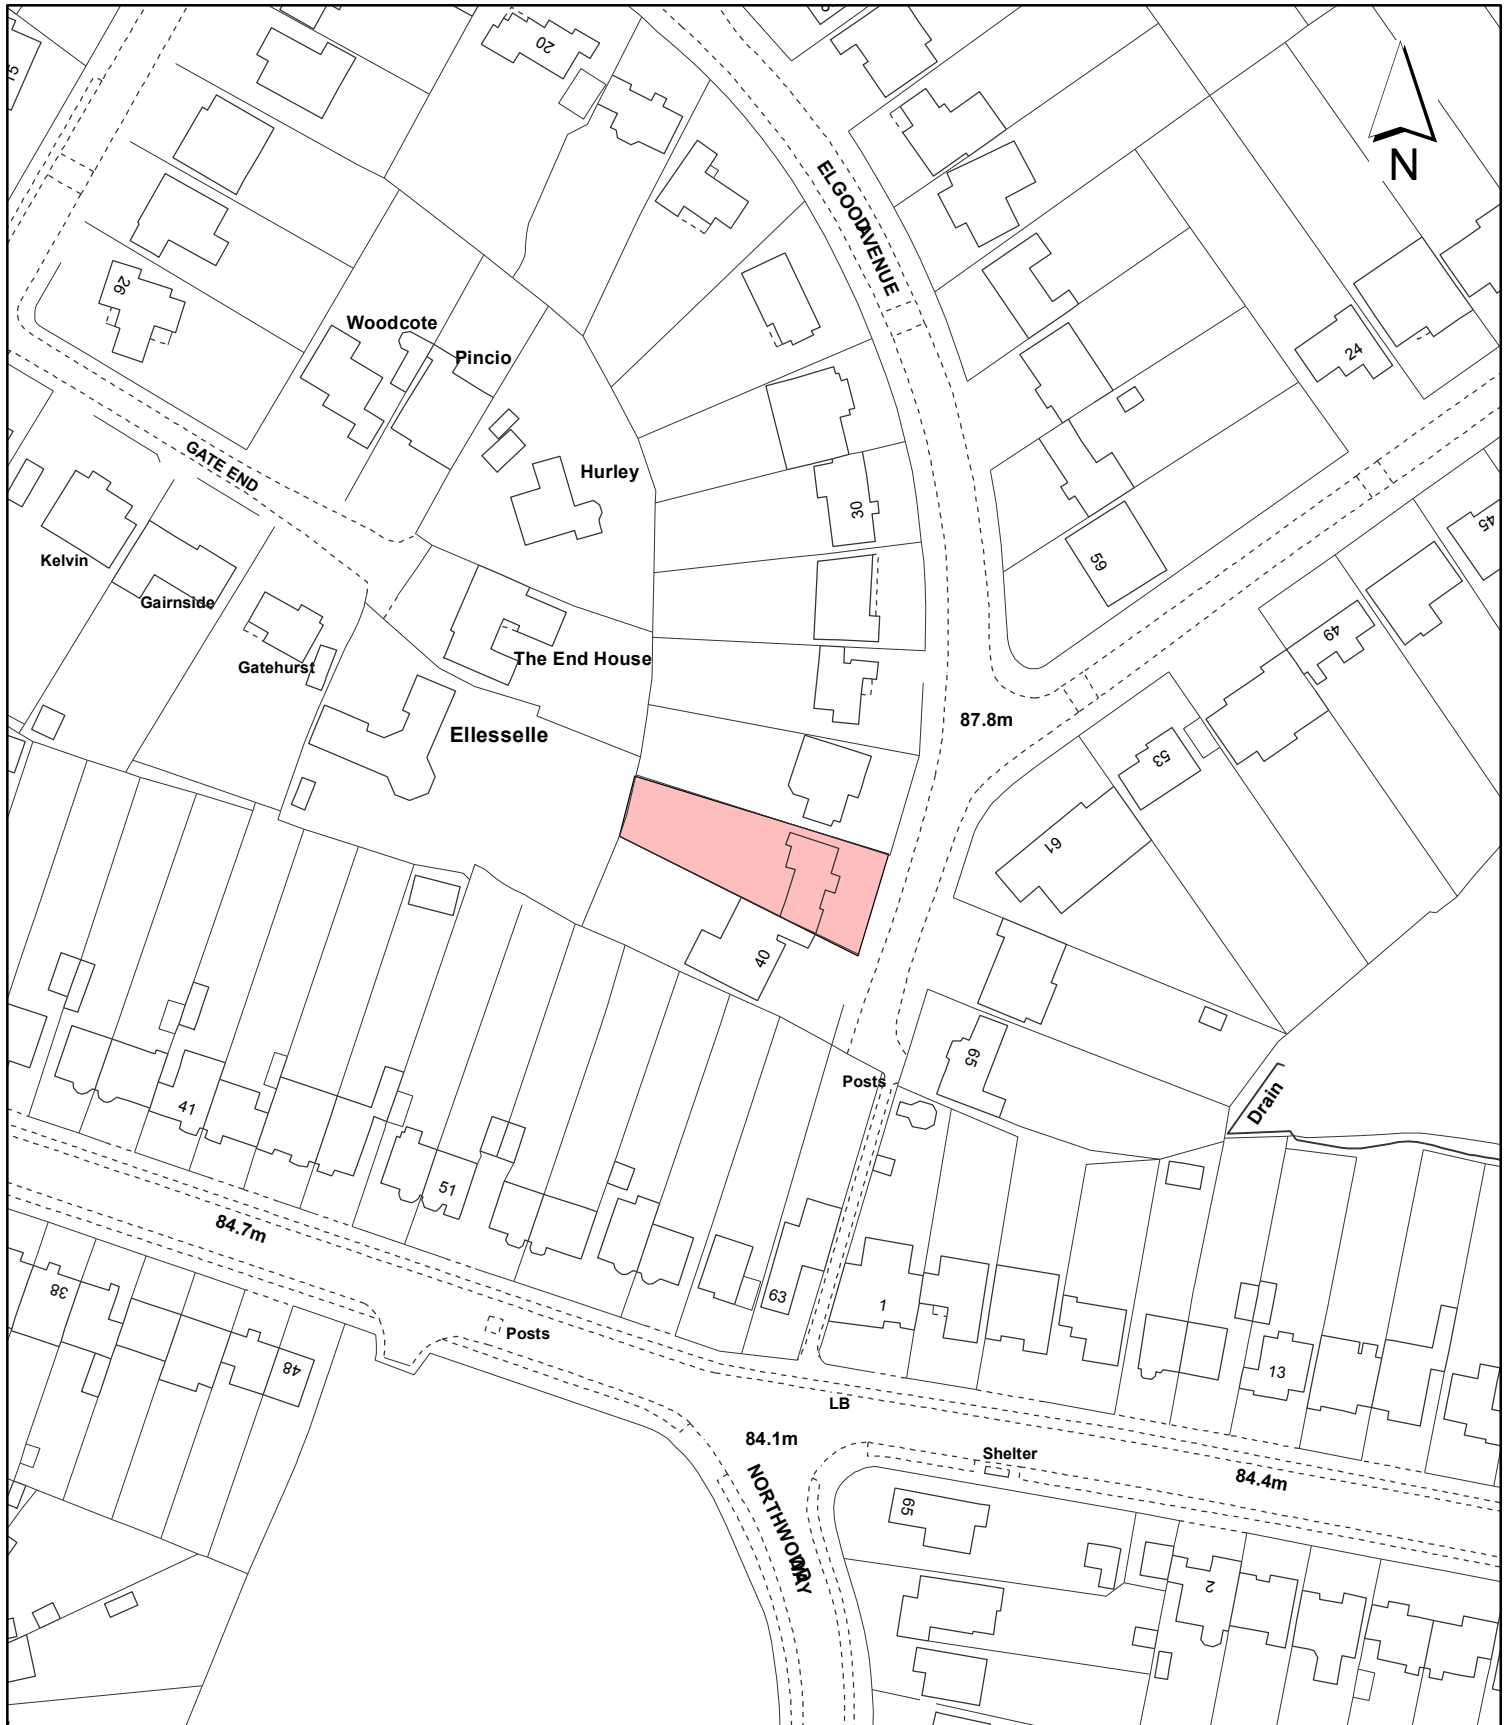 20
N
ELGOOD AVENUE
26
Woodcote
Pincio
24
GATE END
Hurley
30
45
Kelvin
59
Gairnside
49
Gatehurst
The End House
87.8m
Ellesselle
53
61
40
65
Posts
Drain
41
51
84.7m
38
63
1
Posts
48
13
LB
84.1m
Shelter
84.4m
NORTHWOOD WAY
65
2